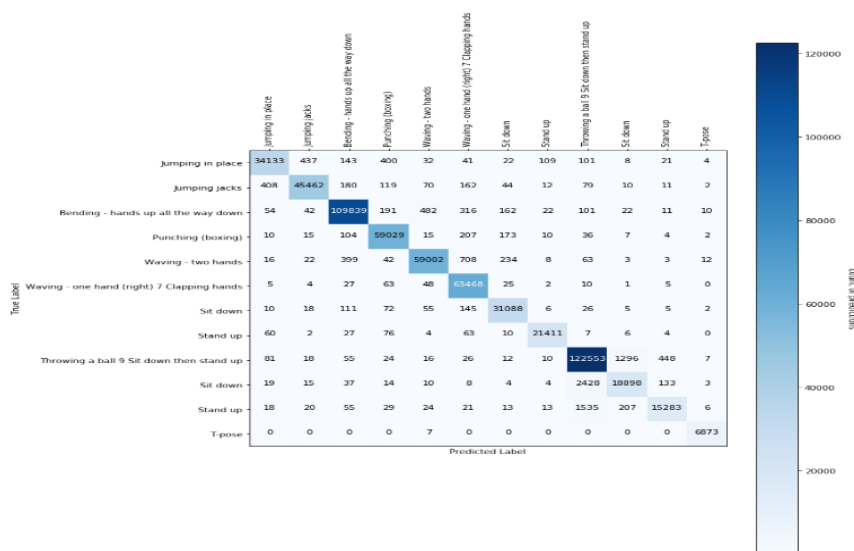 Jumping in place
Jumping jacks
Bending - hands up all the way down
Punching (boxing)
Waving - two hands
Waving - one hand (right) 7 Clapping hands
Sit down
Stand up
Throwing a bal 9 Sit down then stand up
Sit down
Stand up
T-pose
120000
100000
80000
60000
40000
20000
True Label
Jumping in place 34133 437 143 400 32 41 22 109 101 8 21 4
Jumping jacks 408 45462 180 119 70 162 44 12 79 10 11 2
Bending - hands up all the way down 54 42 109839 191 482 316 162 22 101 22 11 10
Punching (boxing) 10 15 104 59029 15 207 173 10 36 7 4 2
Waving - two hands 16 22 399 42 59002 708 234 8 63 3 3 12
Waving - one hand (right) 7 Clapping hands 5 4 27 63 48 63468 25 2 10 1 5 0
Sit down 10 18 111 72 55 145 31088 6 26 5 5 2
Stand up 60 2 27 76 4 63 10 21411 7 6 4 0
Throwing a ball 9 Sit down then stand up 81 18 55 24 16 26 12 10 122553 1296 448 7
Sit down 19 15 37 14 10 8 4 4 2428 18898 133 3
Stand up 18 20 55 29 24 21 13 13 1535 207 15283 6
T-pose 0 0 0 0 7 0 0 0 0 0 0 6873
Predicted Label